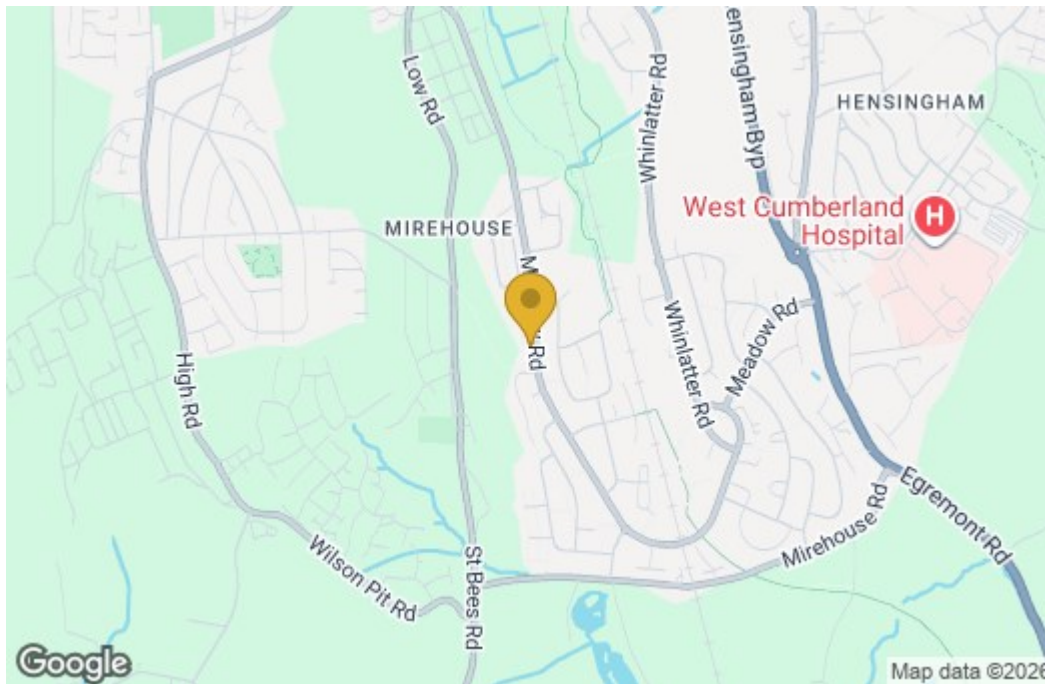 Low Rd
Whinlatter Rd
ensingham Byp
HENSINGHAM
West Cumberland
Hospital
H
MIREHOUSE
Rd
Whinlatter Rd
Meadow Rd
High Rd
Egremont Rd
Mirehouse Rd
Wilson Pit Rd
St Bees Rd
Google
Map data ©2026